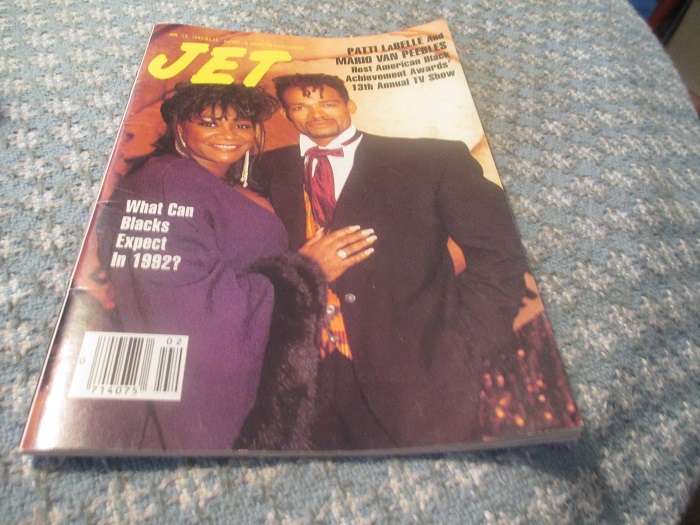 JET
PATTI LaBELLE And
MARIO VAN PEEBLES
Host American Black
Achievement Awards'
13th Annual TV Show
What Can
Blacks
Expect
In 1992?
02
0
714075